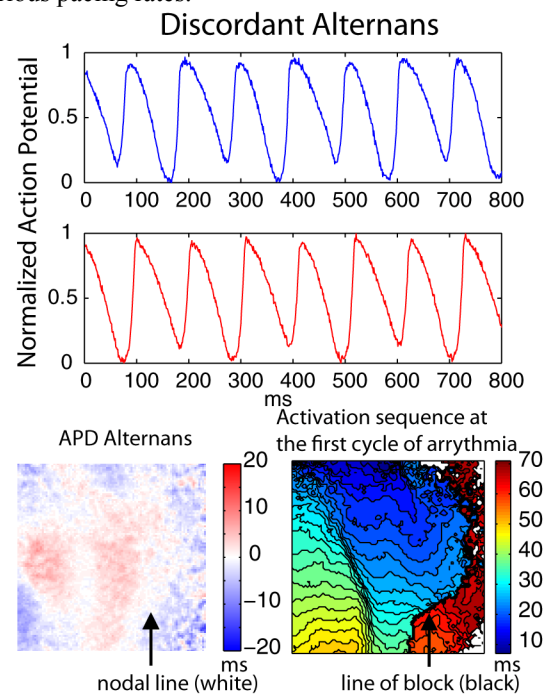 rious pacing rates.
Discordant Alternans
Normalized Action Potential
1
0.5
0
0 100 200 300 400 500 600 700 800
1
0.5
0
0 100 200 300 400 500 600 700 800
ms
APD Alternans
Activation sequence at
the first cycle of arrythmia
20
10
0
−10
−20
ms
70
60
50
40
30
20
10
ms
nodal line (white)
line of block (black)